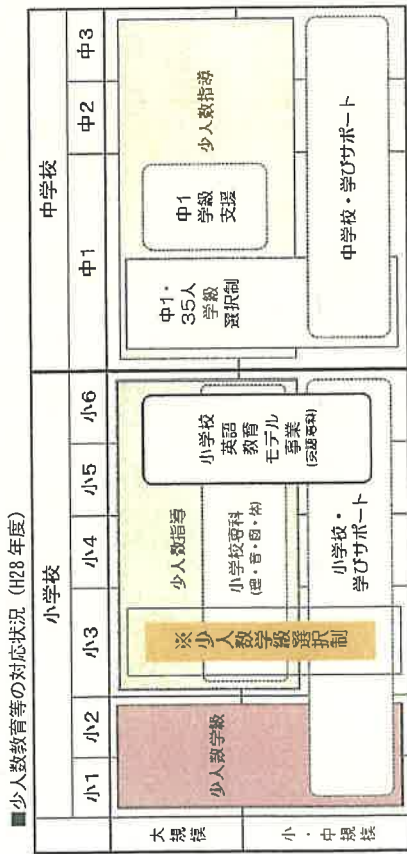 ■少人数教育等の対応状況（H28年度）
小学校
中学校
小1
小2
小3
小4
小5
小6
中1
中2
中3
大規模
小・中規模
少人数学級
※少人数学級選択制
少人数指導
小学校専科
(理・音・図・体)
小学校
英語
教育
モデル
事業
(英語専科)
小学校・
学びサポート
中1・
35人
学級
選択制
中1
学級
支援
少人数指導
中学校・学びサポート